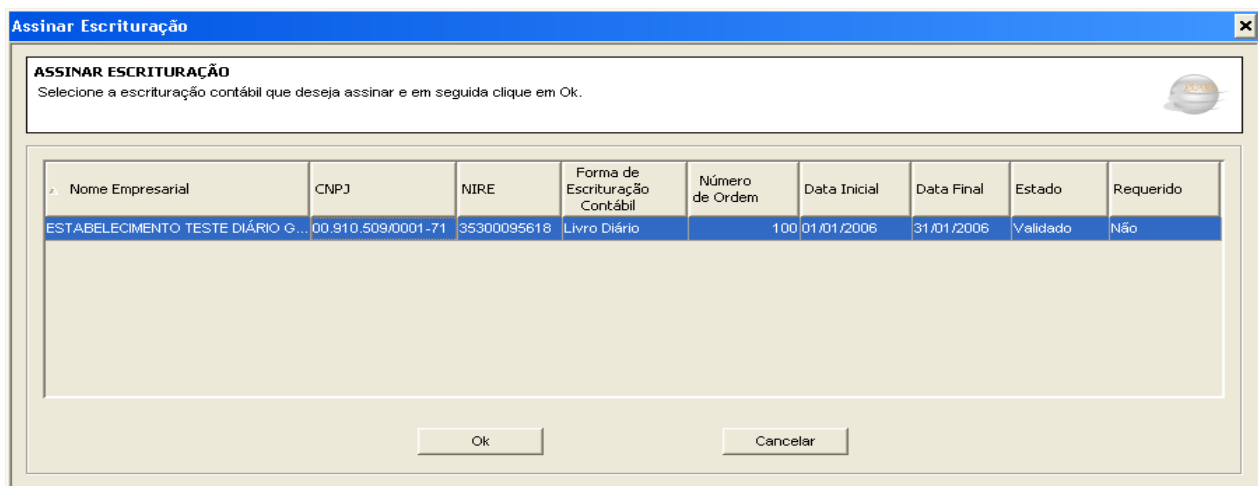 Assinar Escrituração
ASSINAR ESCRITURAÇÃO
Selecione a escrituração contábil que deseja assinar e em seguida clique em Ok.
Nome Empresarial CNPJ NIRE Forma de Escrituração Contábil Número de Ordem Data Inicial Data Final Estado Requerido
ESTABELECIMENTO TESTE DIÁRIO G... 00.910.509/0001-71 35300095618 Livro Diário 100 01/01/2006 31/01/2006 Validado Não
Ok Cancelar